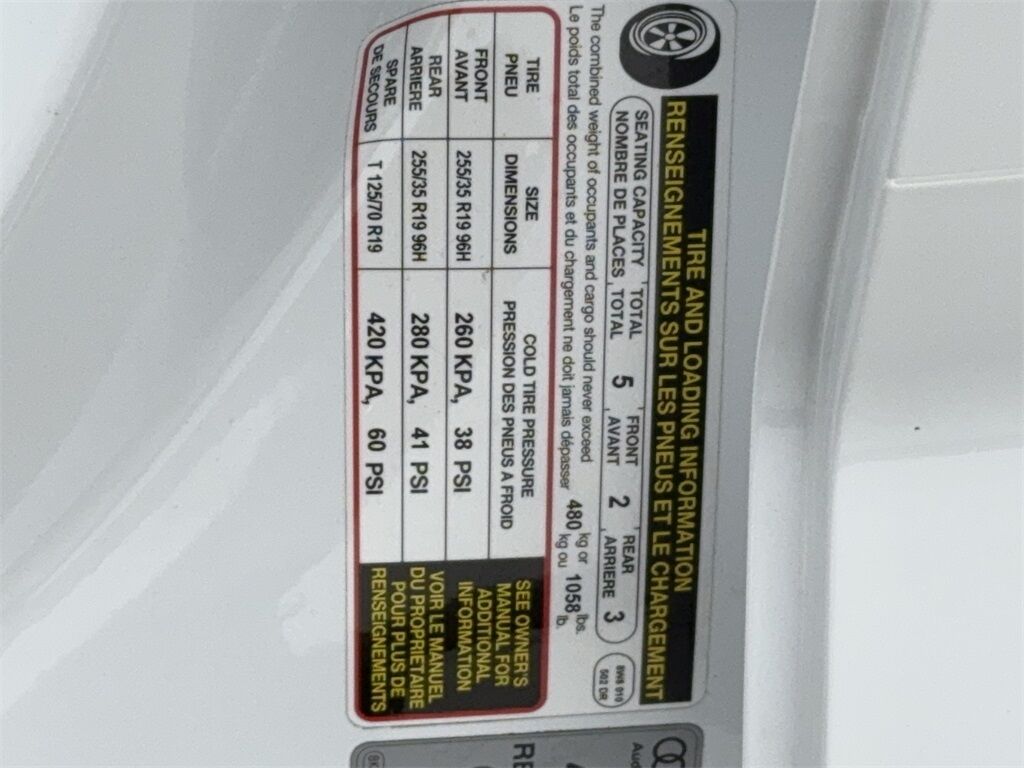 TIRE AND LOADING INFORMATION
RENSEIGNEMENTS SUR LES PNEUS ET LE CHARGEMENT
SEATING CAPACITY TOTAL 5 FRONT 2 REAR 3
NOMBRE DE PLACES TOTAL AVANT ARRIERE
8W8 010
502 DR
The combined weight of occupants and cargo should never exceed 480 kg or 1058 lbs.
Le poids total des occupants et du chargement ne doit jamais dépasser kg ou lb.
TIRE SIZE COLD TIRE PRESSURE
PNEU DIMENSIONS PRESSION DES PNEUS A FROID
FRONT 255/35 R19 96H 260 KPA, 38 PSI
AVANT
REAR 255/35 R19 96H 280 KPA, 41 PSI
ARRIERE
SPARE T 125/70 R19 420 KPA, 60 PSI
DE SECOURS
SEE OWNER'S
MANUAL FOR
ADDITIONAL
INFORMATION
VOIR LE MANUEL
DU PROPRIETAIRE
POUR PLUS DE
RENSEIGNEMENTS